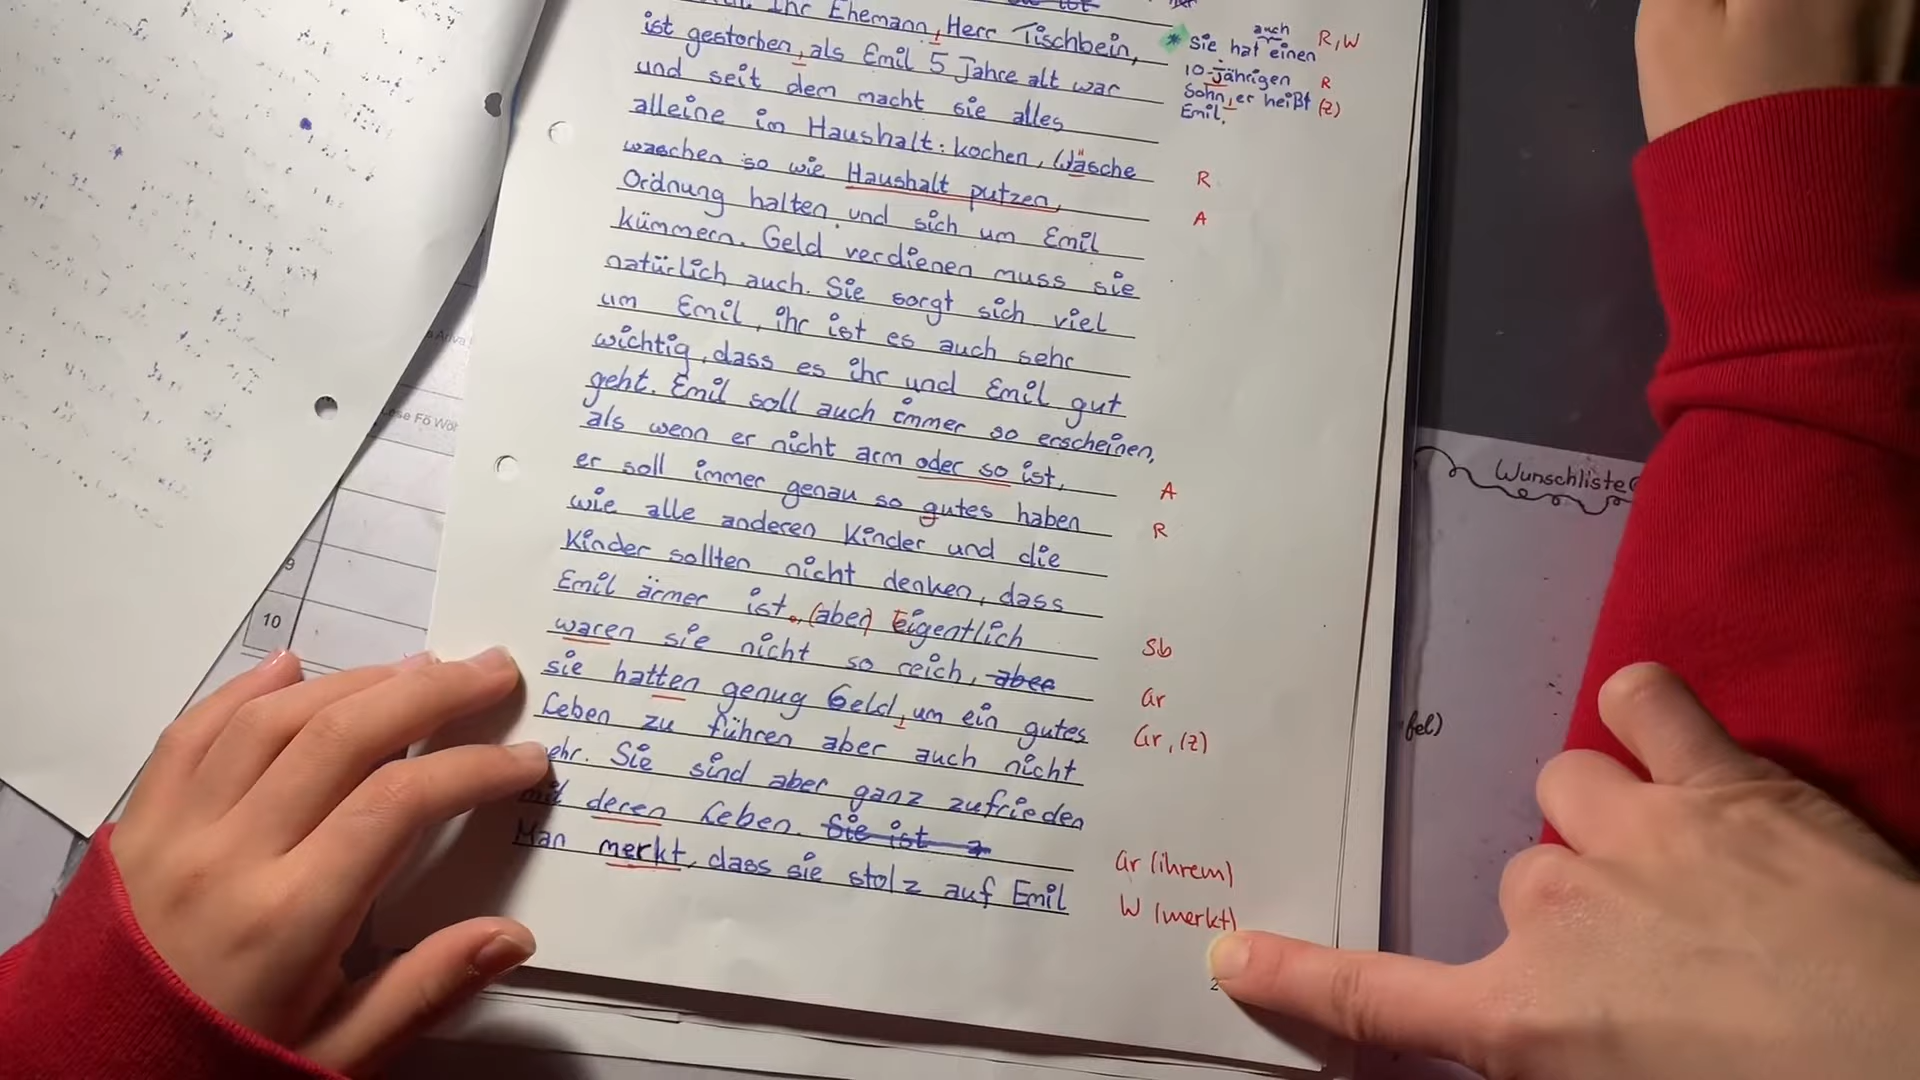 Ihr Ehemann, Herr Tischbein,
ist gestorben, als Emil 5 Jahre alt war
und seit dem macht sie alles
alleine im Haushalt: kochen, Wäsche
waschen so wie Haushalt putzen,
Ordnung halten und sich um Emil
kümmern. Geld verdienen muss sie
natürlich auch. Sie sorgt sich viel
um Emil, ihr ist es auch sehr
wichtig, dass es ihr und Emil gut
geht. Emil soll auch immer so erscheinen,
als wenn er nicht arm oder so ist,
er soll immer genau so gutes haben
wie alle anderen Kinder und die
Kinder sollten nicht denken, dass
Emil ärmer ist. (aber) Eigentlich
waren sie nicht so reich, aber
sie hatten genug Geld, um ein gutes
Leben zu führen aber auch nicht
mehr. Sie sind aber ganz zufrieden
mit deren Leben. Sie ist
Man merkt, dass sie stolz auf Emil
* Sie hat auch einen
10-jährigen
Sohn, er heißt
Emil.
R, W
R
(Z)
R
A
A
R
Sb
Gr
Gr, (Z)
Gr (ihrem)
W (merkt)
2
Wunschliste
fel)
10
9